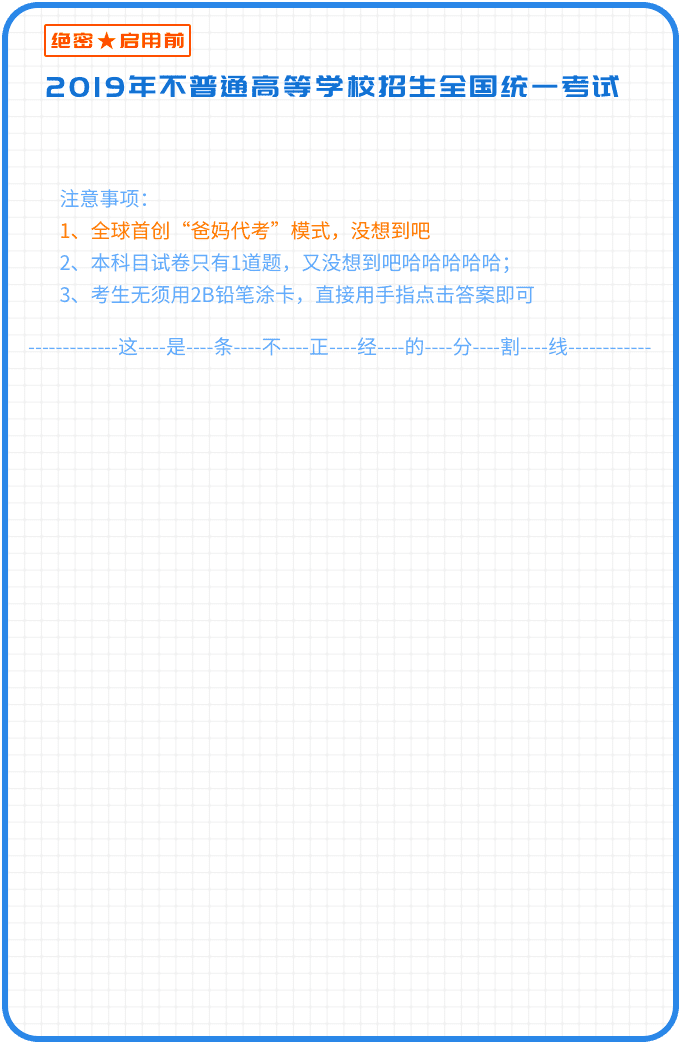 绝密★启用前
2019年不普通高等学校招生全国统一考试
注意事项：
1、全球首创“爸妈代考”模式，没想到吧
2、本科目试卷只有1道题，又没想到吧哈哈哈哈哈；
3、考生无须用2B铅笔涂卡，直接用手指点击答案即可
-------------这----是----条----不----正----经----的----分----割----线------------